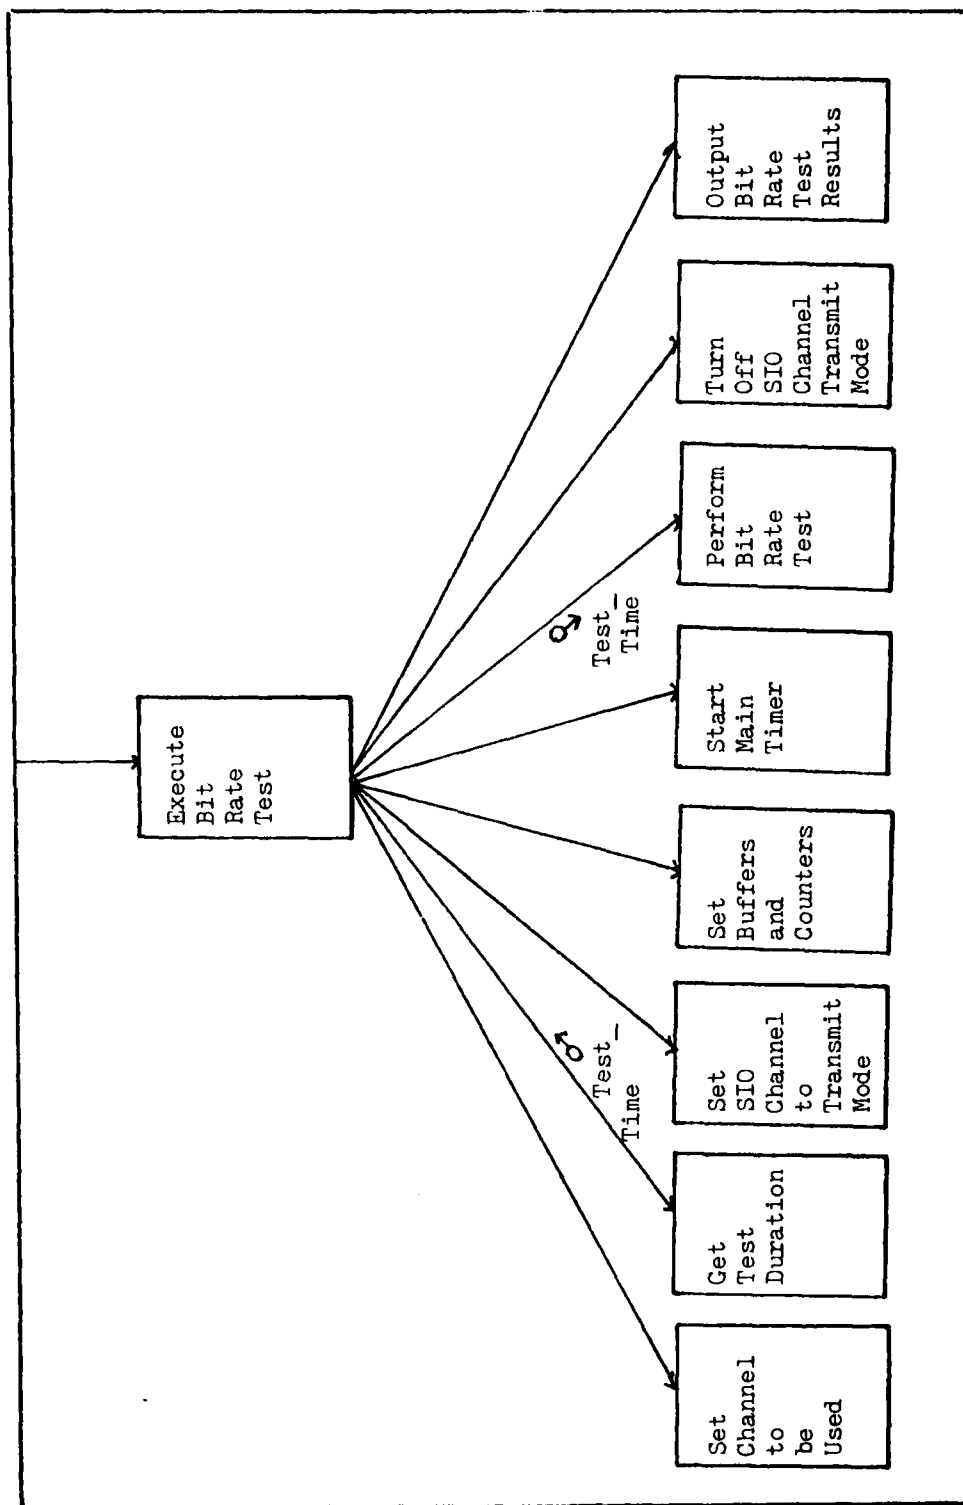 Execute
Bit
Rate
Test
Test_
Time
Test_
Time
Set
Channel
to
be
Used
Get
Test
Duration
Set
SIO
Channel
to
Transmit
Mode
Set
Buffers
and
Counters
Start
Main
Timer
Perform
Bit
Rate
Test
Turn
Off
SIO
Channel
Transmit
Mode
Output
Bit
Rate
Test
Results